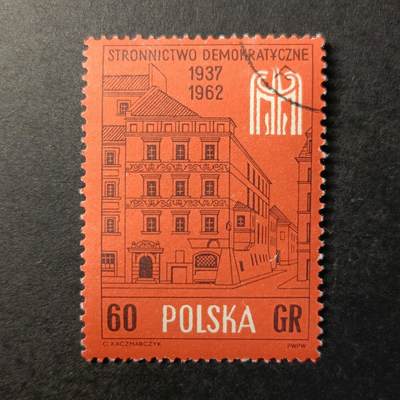 STRONNICTWO DEMOKRATYCZNE
1937
1962
60 POLSKA GR
C. KACZMARCZYK PWPW